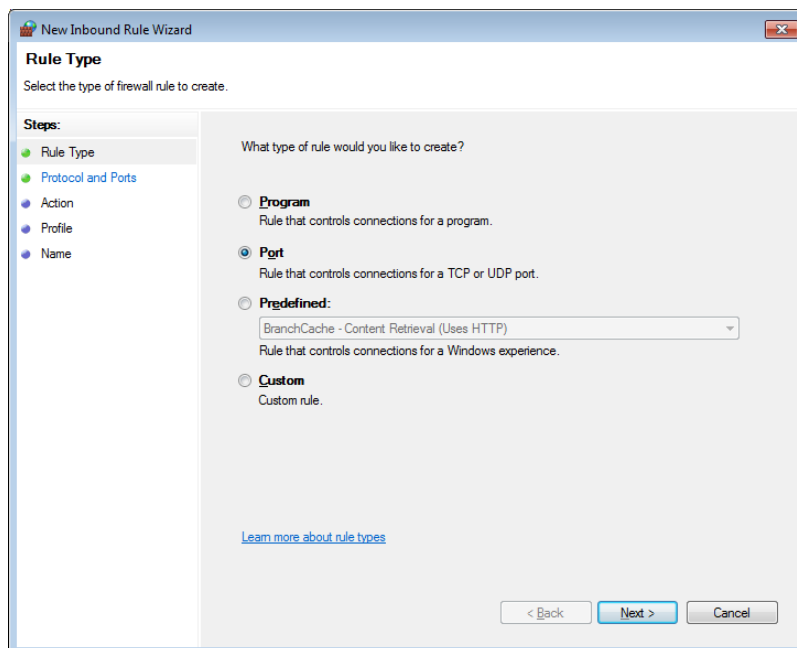 New Inbound Rule Wizard
Rule Type
Select the type of firewall rule to create.
Steps:
Rule Type
Protocol and Ports
Action
Profile
Name
What type of rule would you like to create?
Program
Rule that controls connections for a program.
Port
Rule that controls connections for a TCP or UDP port.
Predefined:
BranchCache - Content Retrieval (Uses HTTP)
Rule that controls connections for a Windows experience.
Custom
Custom rule.
Learn more about rule types
< Back Next > Cancel